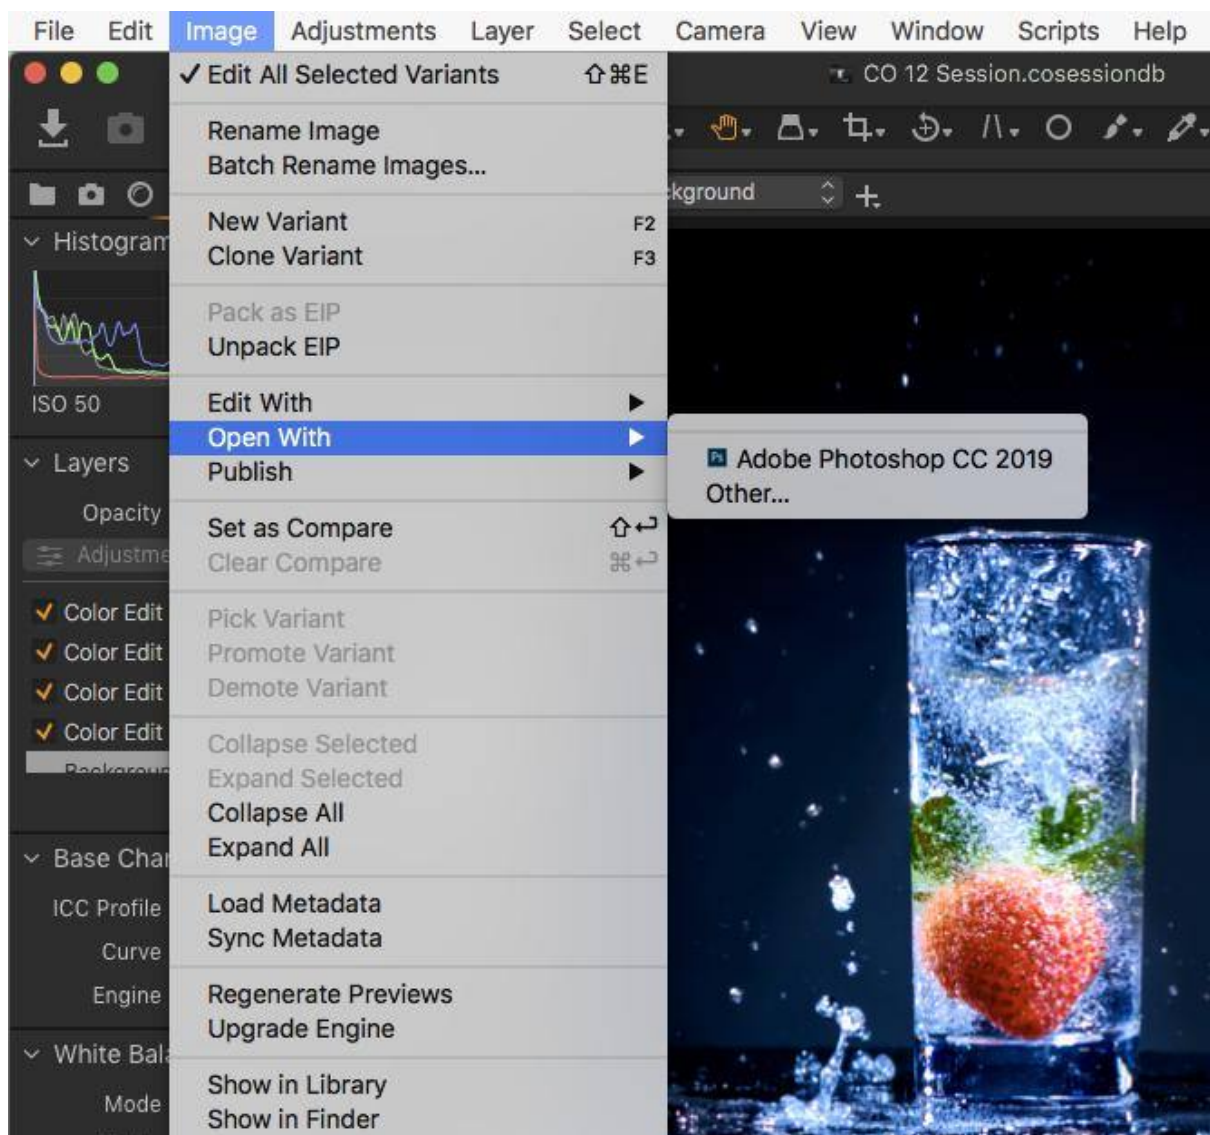 File Edit Image Adjustments Layer Select Camera View Window Scripts Help
CO 12 Session.cosessiondb
✓ Edit All Selected Variants ⇧⌘E
Rename Image
Batch Rename Images...
New Variant F2
Clone Variant F3
Pack as EIP
Unpack EIP
Edit With ▶
Open With ▶
Publish ▶
Adobe Photoshop CC 2019
Other...
Set as Compare ⇧↩
Clear Compare ⌘↩
Pick Variant
Promote Variant
Demote Variant
Collapse Selected
Expand Selected
Collapse All
Expand All
Load Metadata
Sync Metadata
Regenerate Previews
Upgrade Engine
Show in Library
Show in Finder
kground
Histogram
ISO 50
Layers
Opacity
Adjustme
Color Edit
Color Edit
Color Edit
Color Edit
Base Char
ICC Profile
Curve
Engine
White Bala
Mode